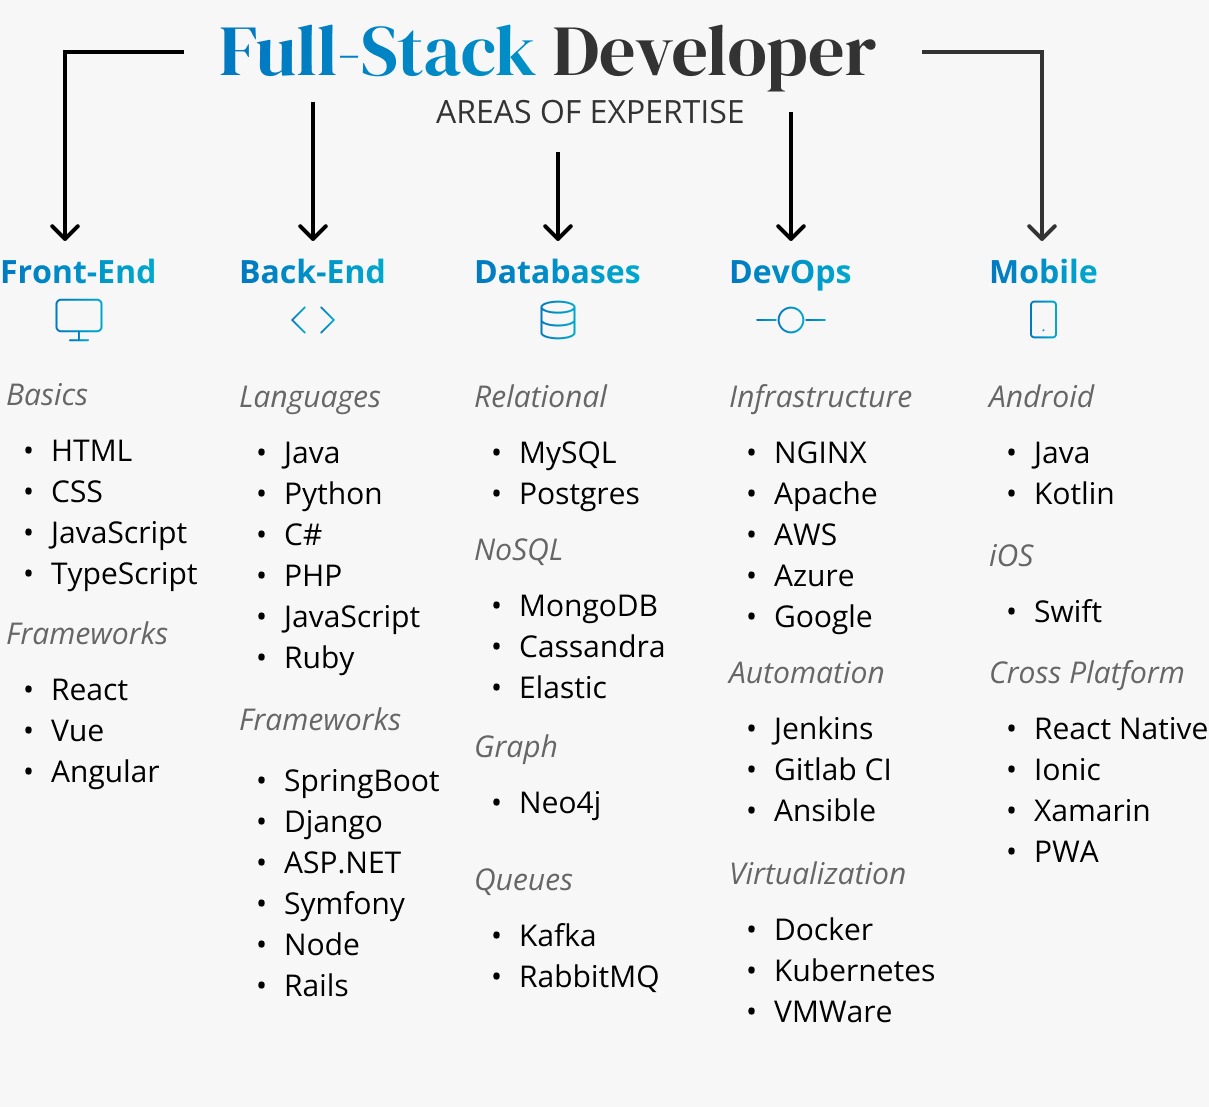 Full-Stack Developer
AREAS OF EXPERTISE
Front-End
Basics
• HTML
• CSS
• JavaScript
• TypeScript
Frameworks
• React
• Vue
• Angular
Back-End
Languages
• Java
• Python
• C#
• PHP
• JavaScript
• Ruby
Frameworks
• SpringBoot
• Django
• ASP.NET
• Symfony
• Node
• Rails
Databases
Relational
• MySQL
• Postgres
NoSQL
• MongoDB
• Cassandra
• Elastic
Graph
• Neo4j
Queues
• Kafka
• RabbitMQ
DevOps
Infrastructure
• NGINX
• Apache
• AWS
• Azure
• Google
Automation
• Jenkins
• Gitlab CI
• Ansible
Virtualization
• Docker
• Kubernetes
• VMWare
Mobile
Android
• Java
• Kotlin
iOS
• Swift
Cross Platform
• React Native
• Ionic
• Xamarin
• PWA